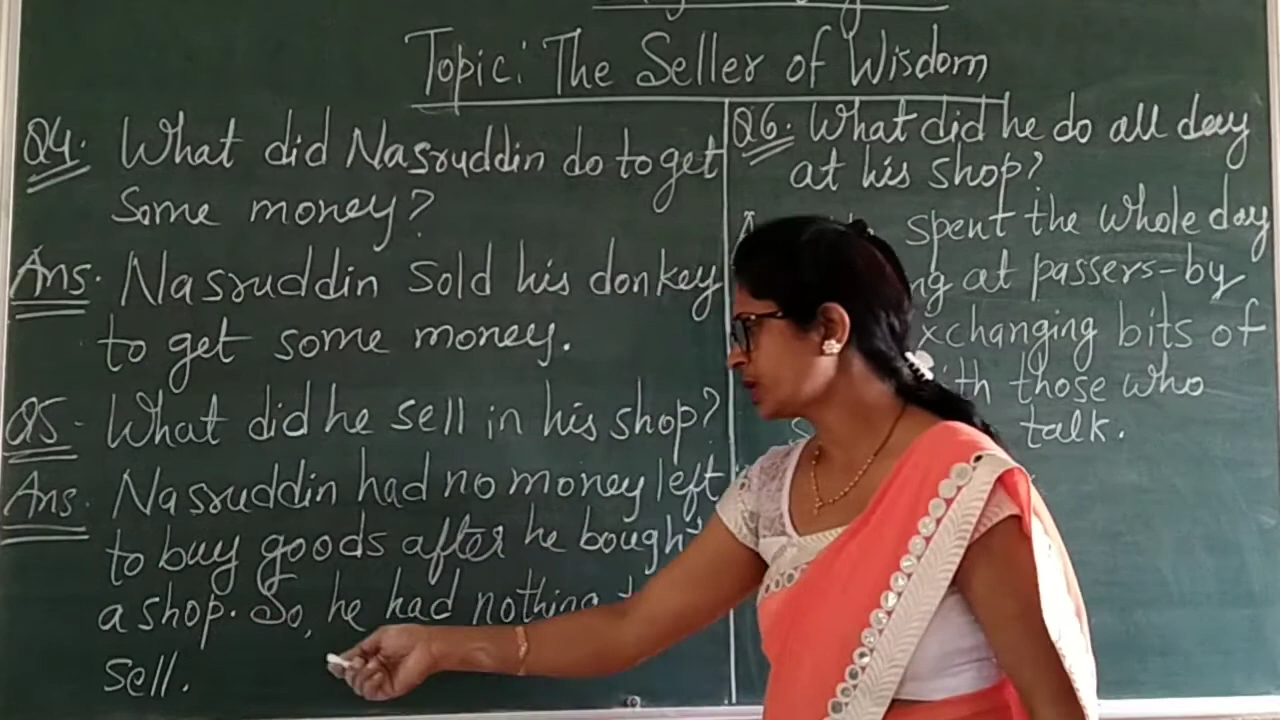 Topic: The Seller of Wisdom
Q4. What did Nasruddin do to get
some money?
Ans. Nasruddin sold his donkey
to get some money.
Q5. What did he sell in his shop?
Ans. Nasruddin had no money left
to buy goods after he bought
a shop. So, he had nothing
sell.
Q6. What did he do all day
at his shop?
spent the whole day
at passers-by
exchanging bits of
with those who
talk.